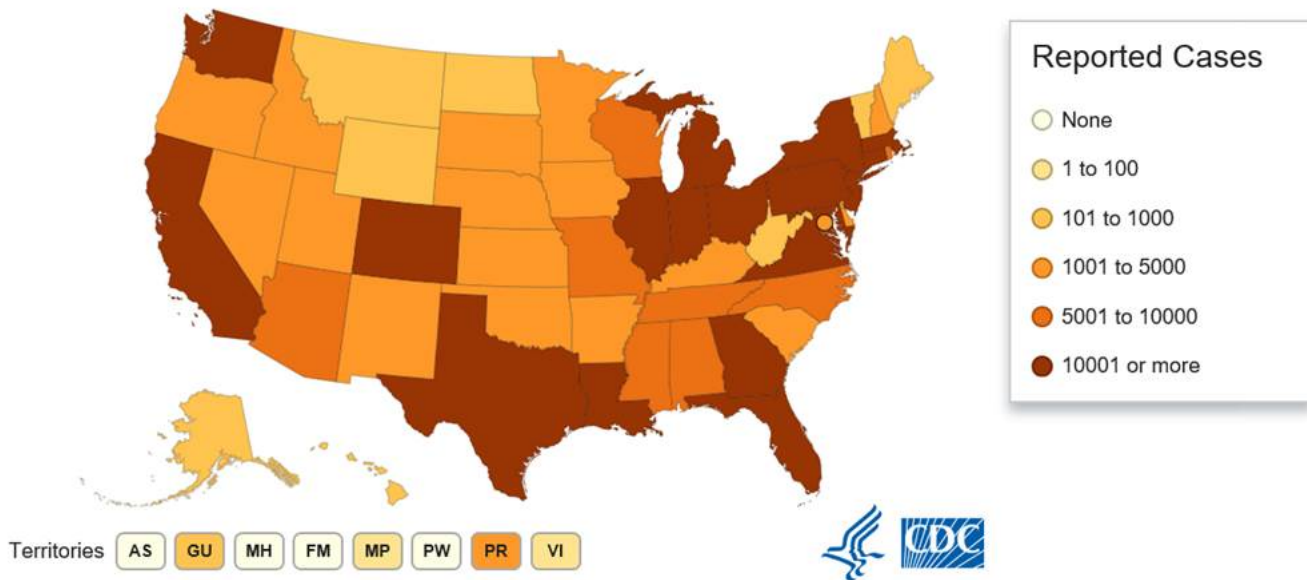 Reported Cases
None
1 to 100
101 to 1000
1001 to 5000
5001 to 10000
10001 or more
Territories AS GU MH FM MP PW PR VI
CDC